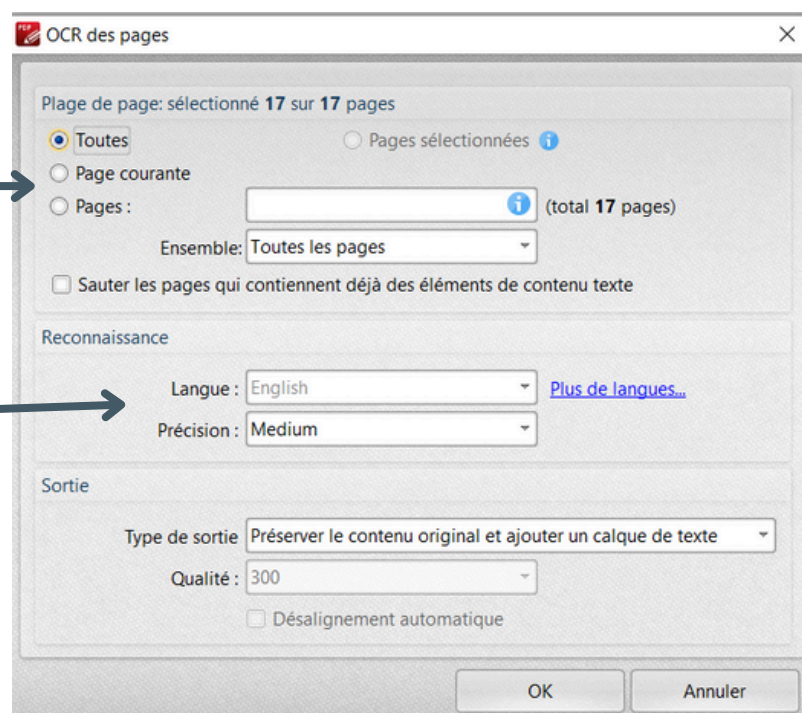 OCR des pages
Plage de page: sélectionné 17 sur 17 pages
Toutes
Pages sélectionnées
Page courante
Pages :
(total 17 pages)
Ensemble: Toutes les pages
Sauter les pages qui contiennent déjà des éléments de contenu texte
Reconnaissance
Langue : English
Plus de langues...
Précision : Medium
Sortie
Type de sortie Préserver le contenu original et ajouter un calque de texte
Qualité : 300
Désalignement automatique
OK
Annuler